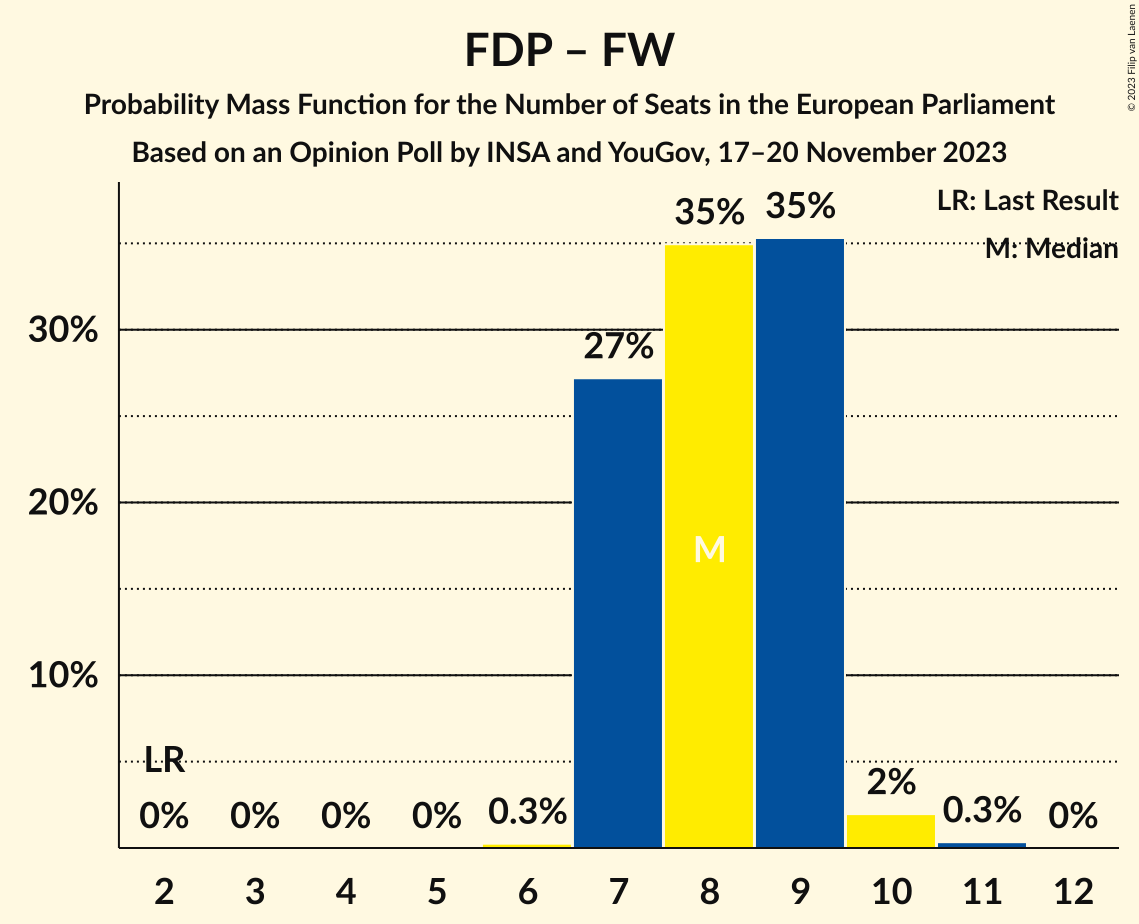 FDP – FW
Probability Mass Function for the Number of Seats in the European Parliament
Based on an Opinion Poll by INSA and YouGov, 17–20 November 2023
© 2023 Filip van Laenen
LR: Last Result
M: Median
35% 35%
30%
27%
20%
M
10%
LR
0% 0% 0% 0% 0.3% 2% 0.3% 0%
2 3 4 5 6 7 8 9 10 11 12